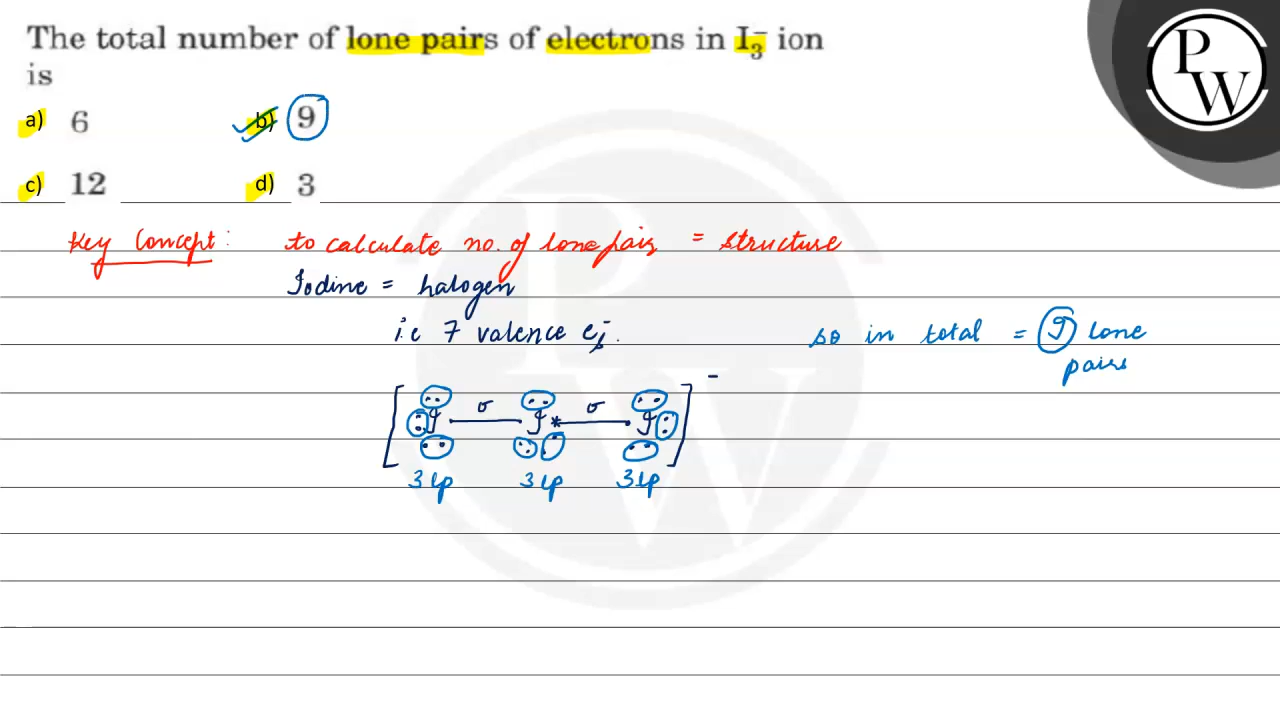 The total number of lone pairs of electrons in I₃⁻ ion
is
a) 6 b) 9
c) 12 d) 3
P
W
Key Concept: to calculate no. of lone pair = structure
Iodine = halogen
i.e 7 valence e⁻s.
so in total = 9 lone
pairs
[ I σ I * σ I ]⁻
3 lp 3 lp 3 lp